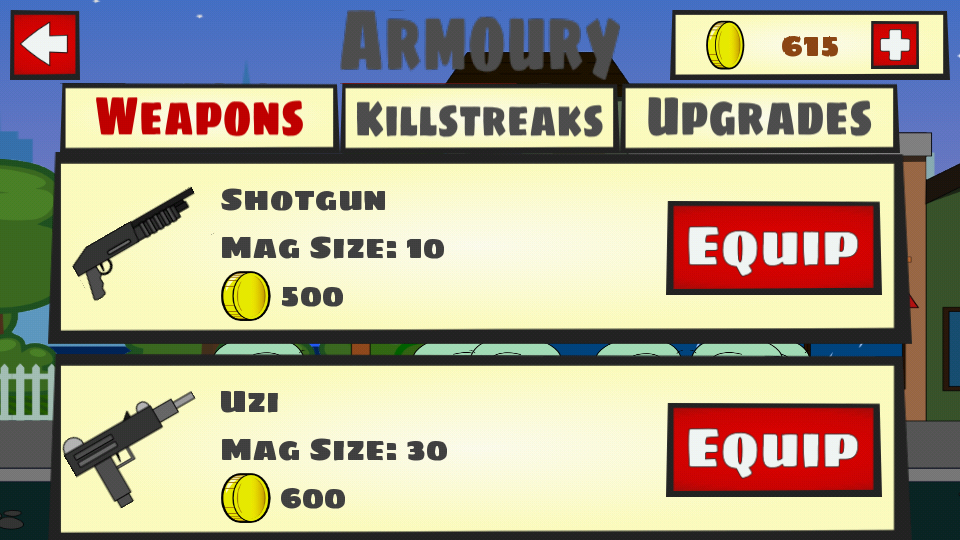 Armoury
615
Weapons
Killstreaks
Upgrades
Shotgun
Mag Size: 10
500
Equip
Uzi
Mag Size: 30
600
Equip